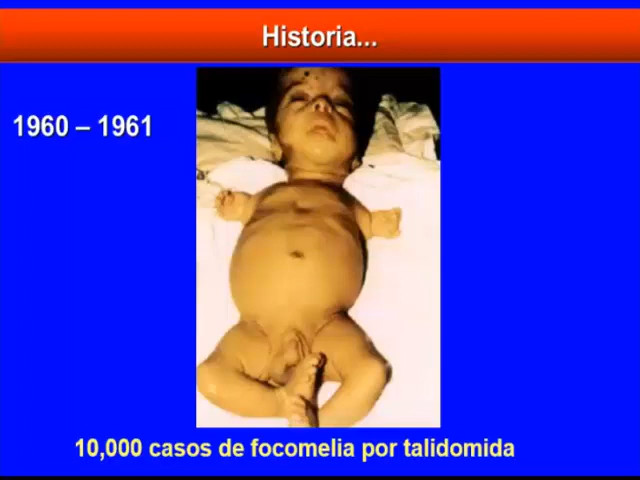 Historia...
1960 – 1961
10,000 casos de focomelia por talidomida